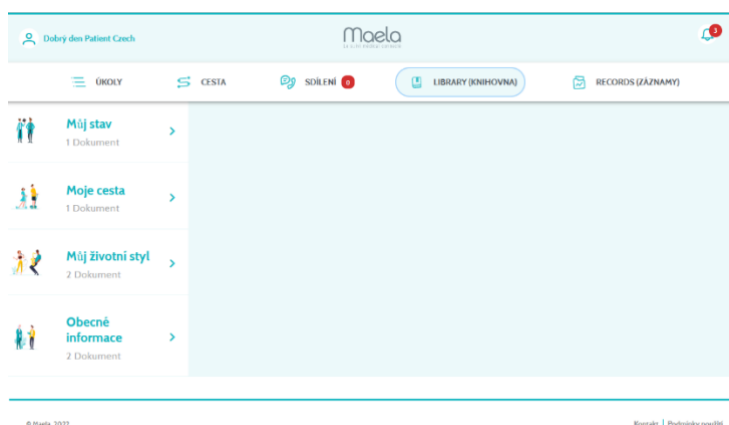 Dobrý den Patient Czech
Maela
3
ÚKOLY
CESTA
SDÍLENÍ 0
LIBRARY (KNIHOVNA)
RECORDS (ZÁZNAMY)
Můj stav
1 Dokument
Moje cesta
1 Dokument
Můj životní styl
2 Dokument
Obecné
informace
2 Dokument
© Maela, 2022
Kontakt | Podmínky použití